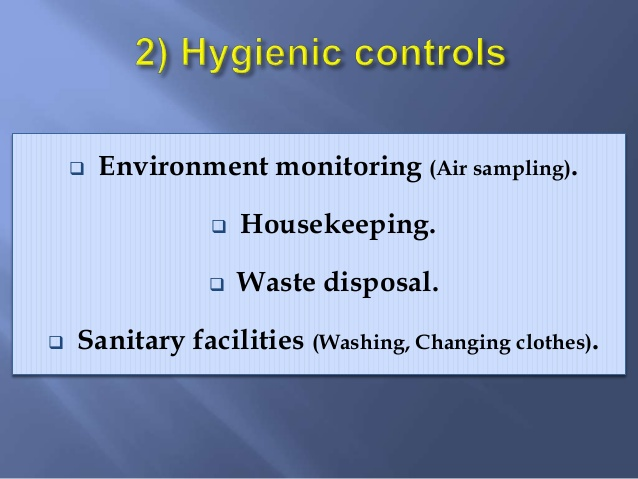 2) Hygienic controls
❑ Environment monitoring (Air sampling).
❑ Housekeeping.
❑ Waste disposal.
❑ Sanitary facilities (Washing, Changing clothes).